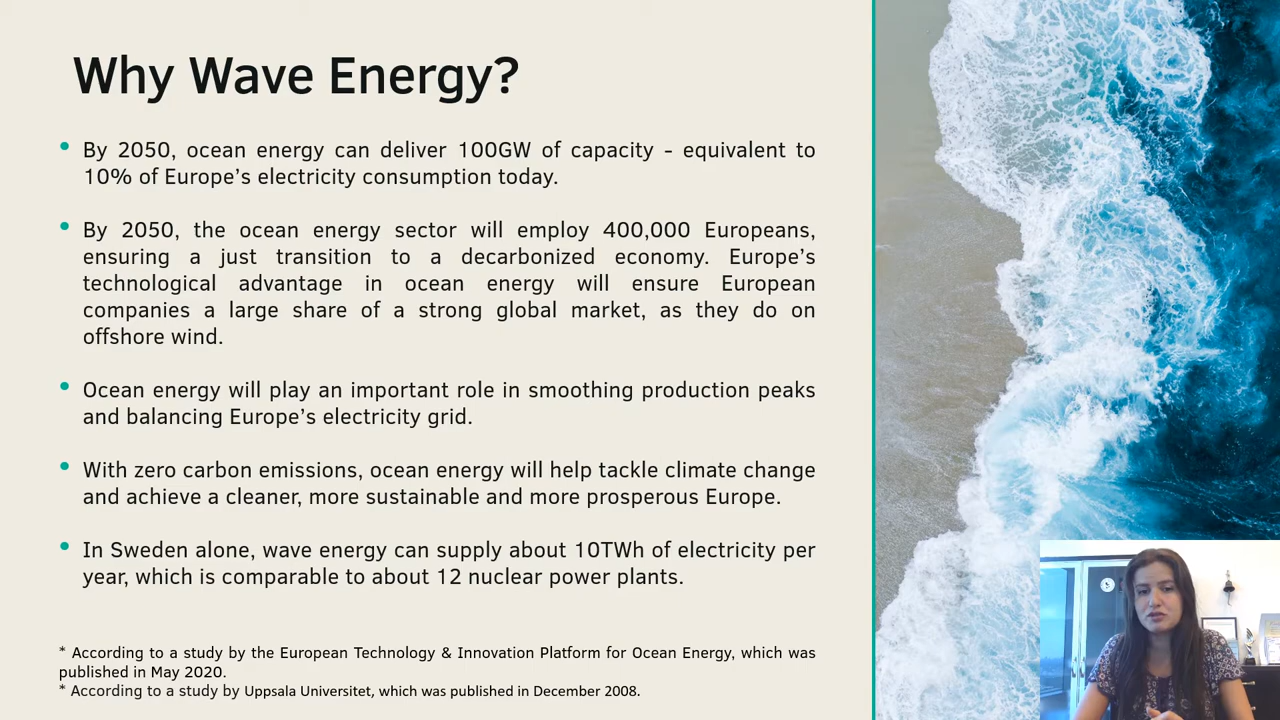 Why Wave Energy?
• By 2050, ocean energy can deliver 100GW of capacity - equivalent to
10% of Europe's electricity consumption today.
• By 2050, the ocean energy sector will employ 400,000 Europeans,
ensuring a just transition to a decarbonized economy. Europe's
technological advantage in ocean energy will ensure European
companies a large share of a strong global market, as they do on
offshore wind.
• Ocean energy will play an important role in smoothing production peaks
and balancing Europe's electricity grid.
• With zero carbon emissions, ocean energy will help tackle climate change
and achieve a cleaner, more sustainable and more prosperous Europe.
• In Sweden alone, wave energy can supply about 10TWh of electricity per
year, which is comparable to about 12 nuclear power plants.
* According to a study by the European Technology & Innovation Platform for Ocean Energy, which was
published in May 2020.
* According to a study by Uppsala Universitet, which was published in December 2008.